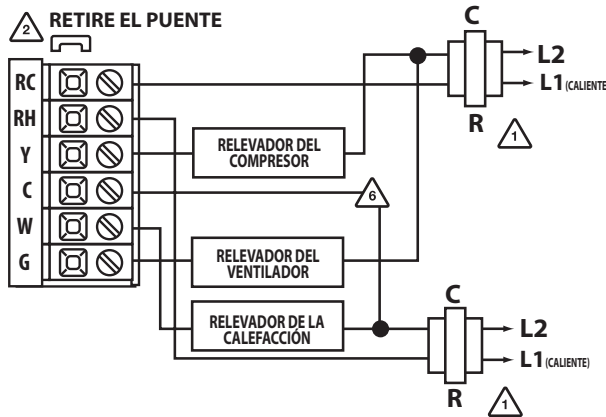 2 RETIRE EL PUENTE
RC
RH
Y
C
W
G
RELEVADOR DEL
COMPRESOR
RELEVADOR DEL
VENTILADOR
RELEVADOR DE LA
CALEFACCIÓN
6
C
L2
L1 (CALIENTE
R
1
C
L2
L1 (CALIENTE)
R
1